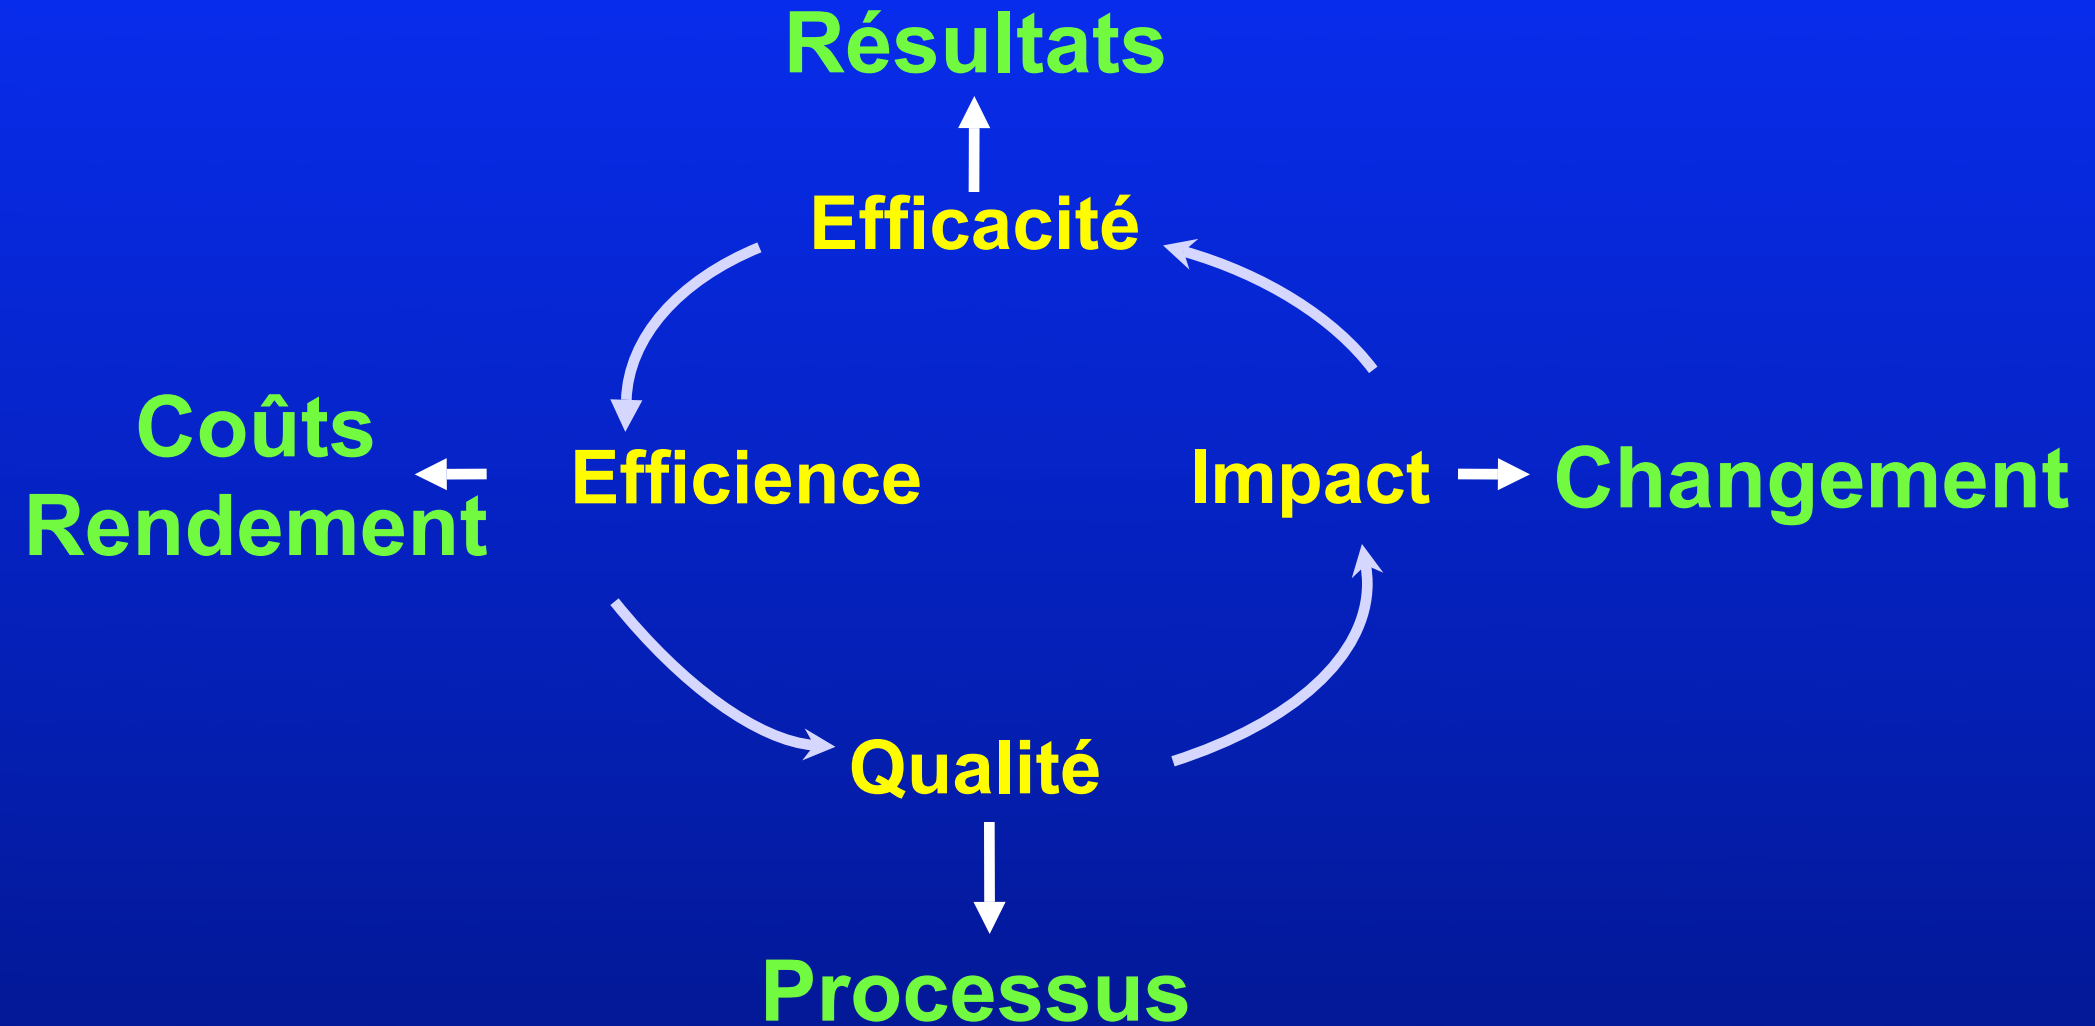 Résultats
Efficacité
Coûts
Rendement
Efficience
Impact
Changement
Qualité
Processus